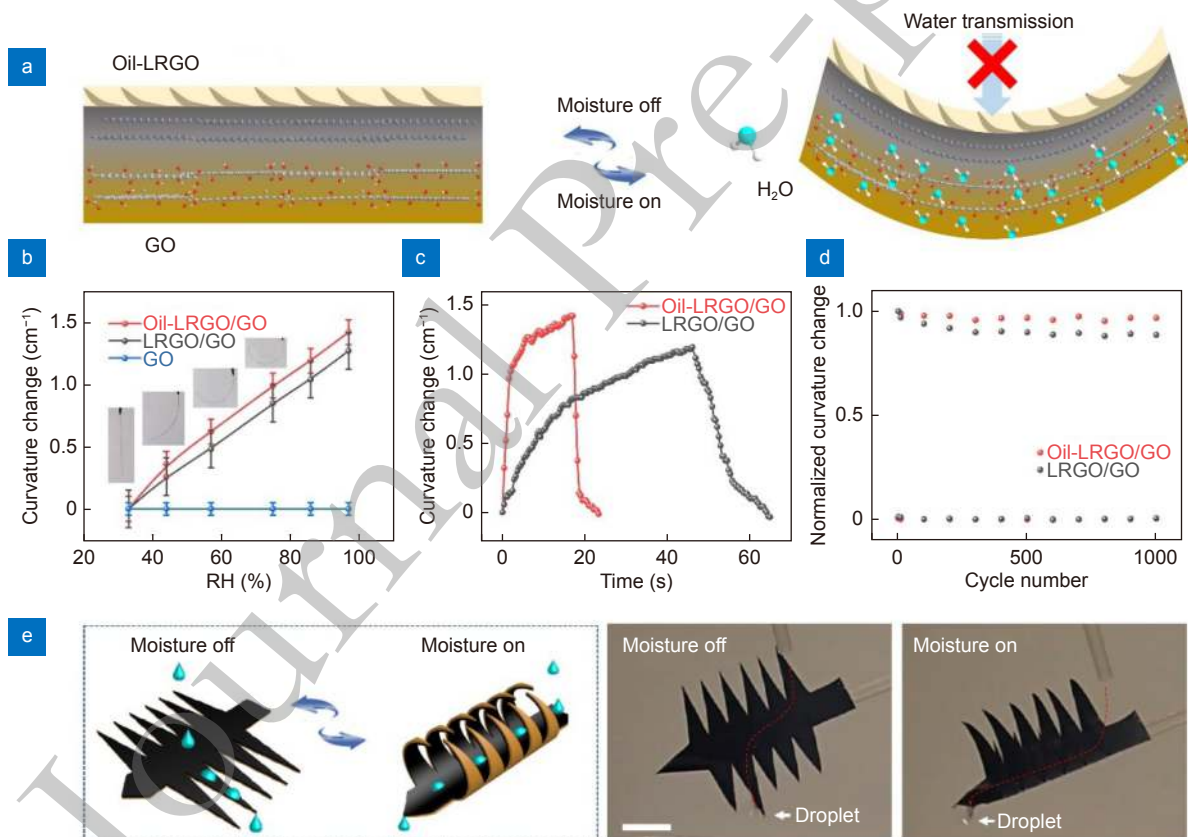 Water transmission
a
Oil-LRGO
Moisture off
Moisture on
H₂O
GO
b
Curvature change (cm⁻¹)
1.5
1.0
0.5
0
Oil-LRGO/GO
LRGO/GO
GO
20
40
60
80
100
RH (%)
c
Curvature change (cm⁻¹)
1.5
1.0
0.5
0
Oil-LRGO/GO
LRGO/GO
0
20
40
60
Time (s)
d
Normalized curvature change
1.0
0.5
0
Oil-LRGO/GO
LRGO/GO
0
500
1000
Cycle number
e
Moisture off
Moisture on
Moisture off
Droplet
Moisture on
Droplet
Journal Pre-p